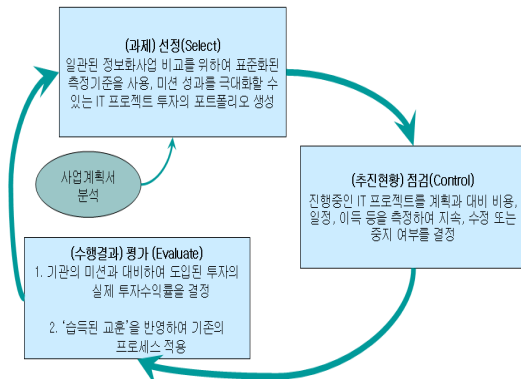 (과제) 선정(Select)
일관된 정보화사업 비교를 위하여 표준화된
측정기준을 사용, 미션 성과를 극대화할 수
있는 IT 프로젝트 투자의 포트폴리오 생성
사업계획서
분석
(추진현황) 점검(Control)
진행중인 IT 프로젝트를 계획과 대비 비용,
일정, 이득 등을 측정하여 지속, 수정 또는
중지 여부를 결정
(수행결과) 평가 (Evaluate)
1. 기관의 미션과 대비하여 도입된 투자의
실제 투자수익률을 결정
2. ‘습득된 교훈’을 반영하여 기존의
프로세스 적용